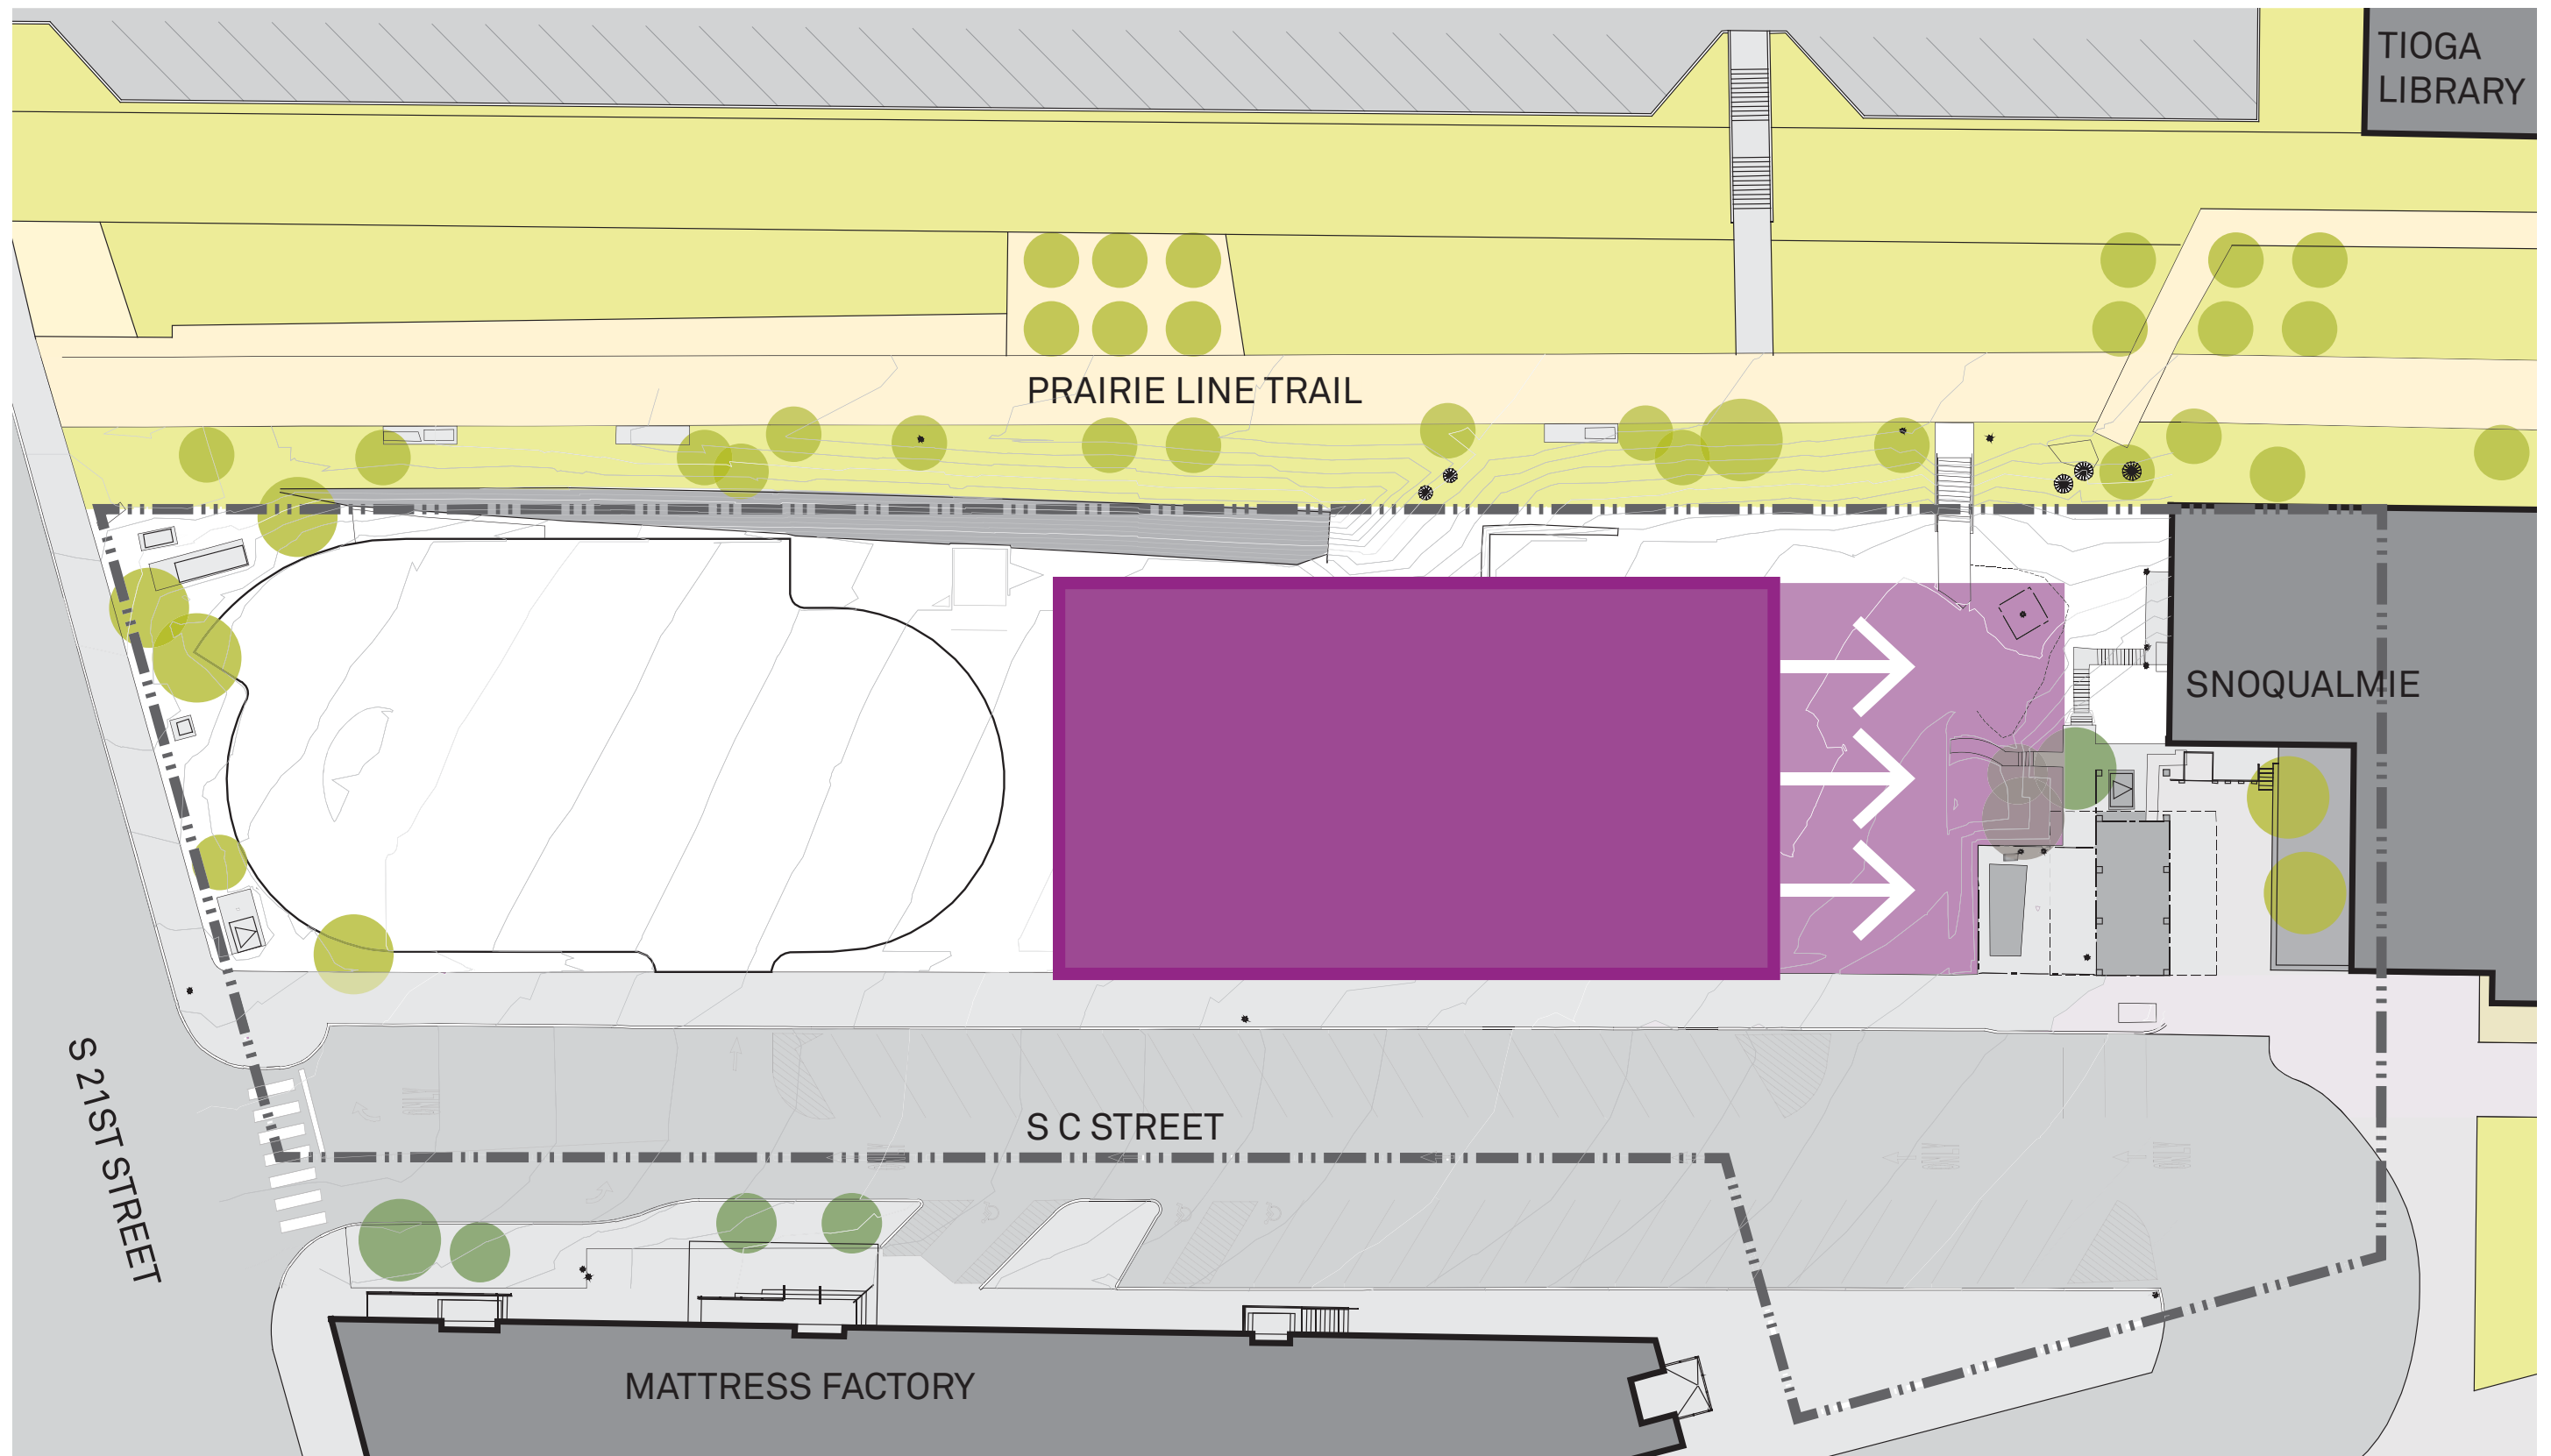 TIOGA
LIBRARY
PRAIRIE LINE TRAIL
SNOQUALMIE
S 21ST STREET
S C STREET
MATTRESS FACTORY